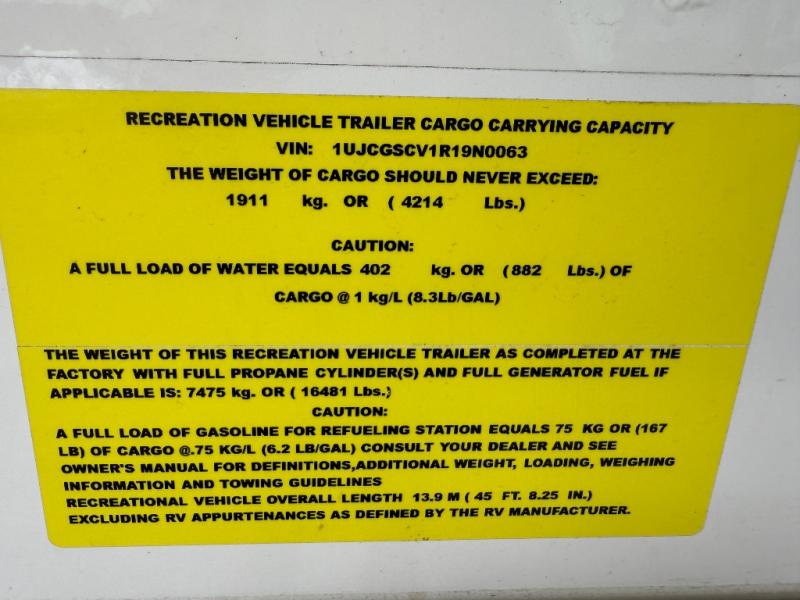 RECREATION VEHICLE TRAILER CARGO CARRYING CAPACITY
VIN: 1UJCGSCV1R19N0063
THE WEIGHT OF CARGO SHOULD NEVER EXCEED:
1911 kg. OR ( 4214 Lbs.)
CAUTION:
A FULL LOAD OF WATER EQUALS 402 kg. OR (882 Lbs.) OF
CARGO @ 1 kg/L (8.3Lb/GAL)
THE WEIGHT OF THIS RECREATION VEHICLE TRAILER AS COMPLETED AT THE
FACTORY WITH FULL PROPANE CYLINDER(S) AND FULL GENERATOR FUEL IF
APPLICABLE IS: 7475 kg. OR ( 16481 Lbs.)
CAUTION:
A FULL LOAD OF GASOLINE FOR REFUELING STATION EQUALS 75 KG OR (167
LB) OF CARGO @.75 KG/L (6.2 LB/GAL) CONSULT YOUR DEALER AND SEE
OWNER'S MANUAL FOR DEFINITIONS,ADDITIONAL WEIGHT, LOADING, WEIGHING
INFORMATION AND TOWING GUIDELINES
RECREATIONAL VEHICLE OVERALL LENGTH 13.9 M ( 45 FT. 8.25 IN.)
EXCLUDING RV APPURTENANCES AS DEFINED BY THE RV MANUFACTURER.